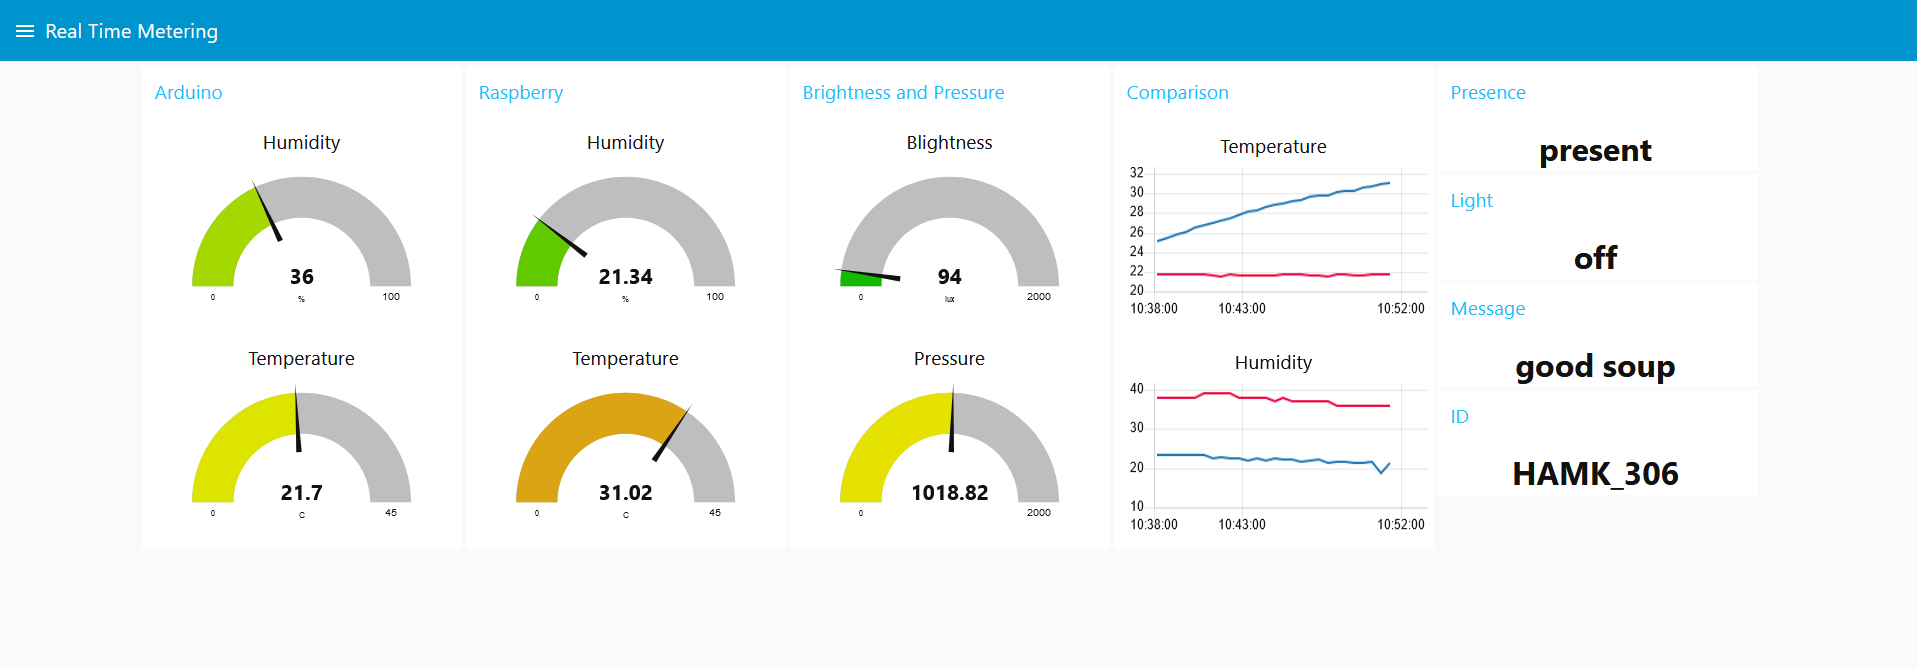 Real Time Metering
Arduino
Humidity
36
%
0
100
Temperature
21.7
C
0
45
Raspberry
Humidity
21.34
%
0
100
Temperature
31.02
C
0
45
Brightness and Pressure
Blightness
94
lux
0
2000
Pressure
1018.82
0
2000
Comparison
Temperature
32
30
28
26
24
22
20
10:38:00 10:43:00 10:52:00
Humidity
40
30
20
10
10:38:00 10:43:00 10:52:00
Presence
present
Light
off
Message
good soup
ID
HAMK_306